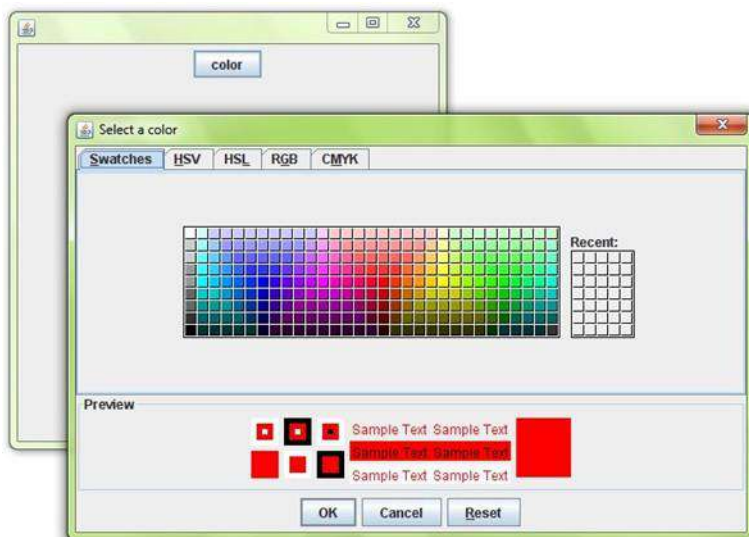 color
Select a color
Swatches HSV HSL RGB CMYK
Recent:
Preview
Sample Text Sample Text
Sample Text Sample Text
Sample Text Sample Text
OK Cancel Reset